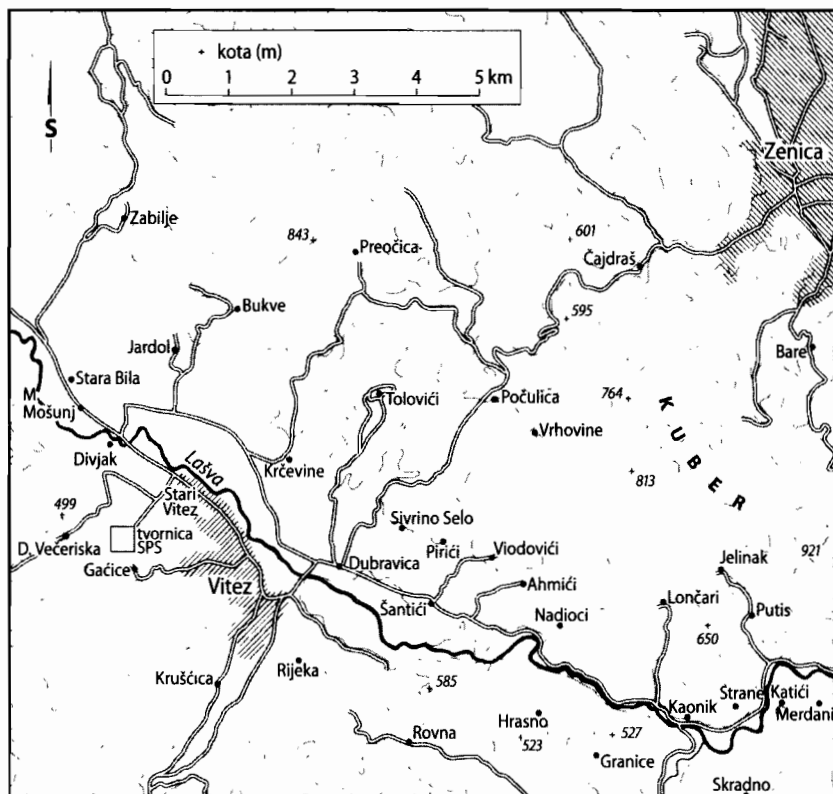 + kota (m)
0 1 2 3 4 5 km
S
Zenica
Zabilje
843
Preočica
601
Čajdraš
Bukve
595
Jardol
Bare
Stara Bila
M.
Mošunj
Tolovići
Počulica
764
KUBER
Vrhovine
Divjak
Lašva
Krčevine
813
Stari
Vitez
499
tvornica
SPS
Sivrino Selo
D. Večeriska
Pirići
Viodovići
921
Gaćice
Dubravica
Jelinak
Vitez
Ahmići
Šantići
Lončari
Nadioci
Putis
650
Rijeka
Krušćica
585
Strane
Katići
Kaonik
Merdani
Hrasno
523
527
Rovna
Granice
Skradno